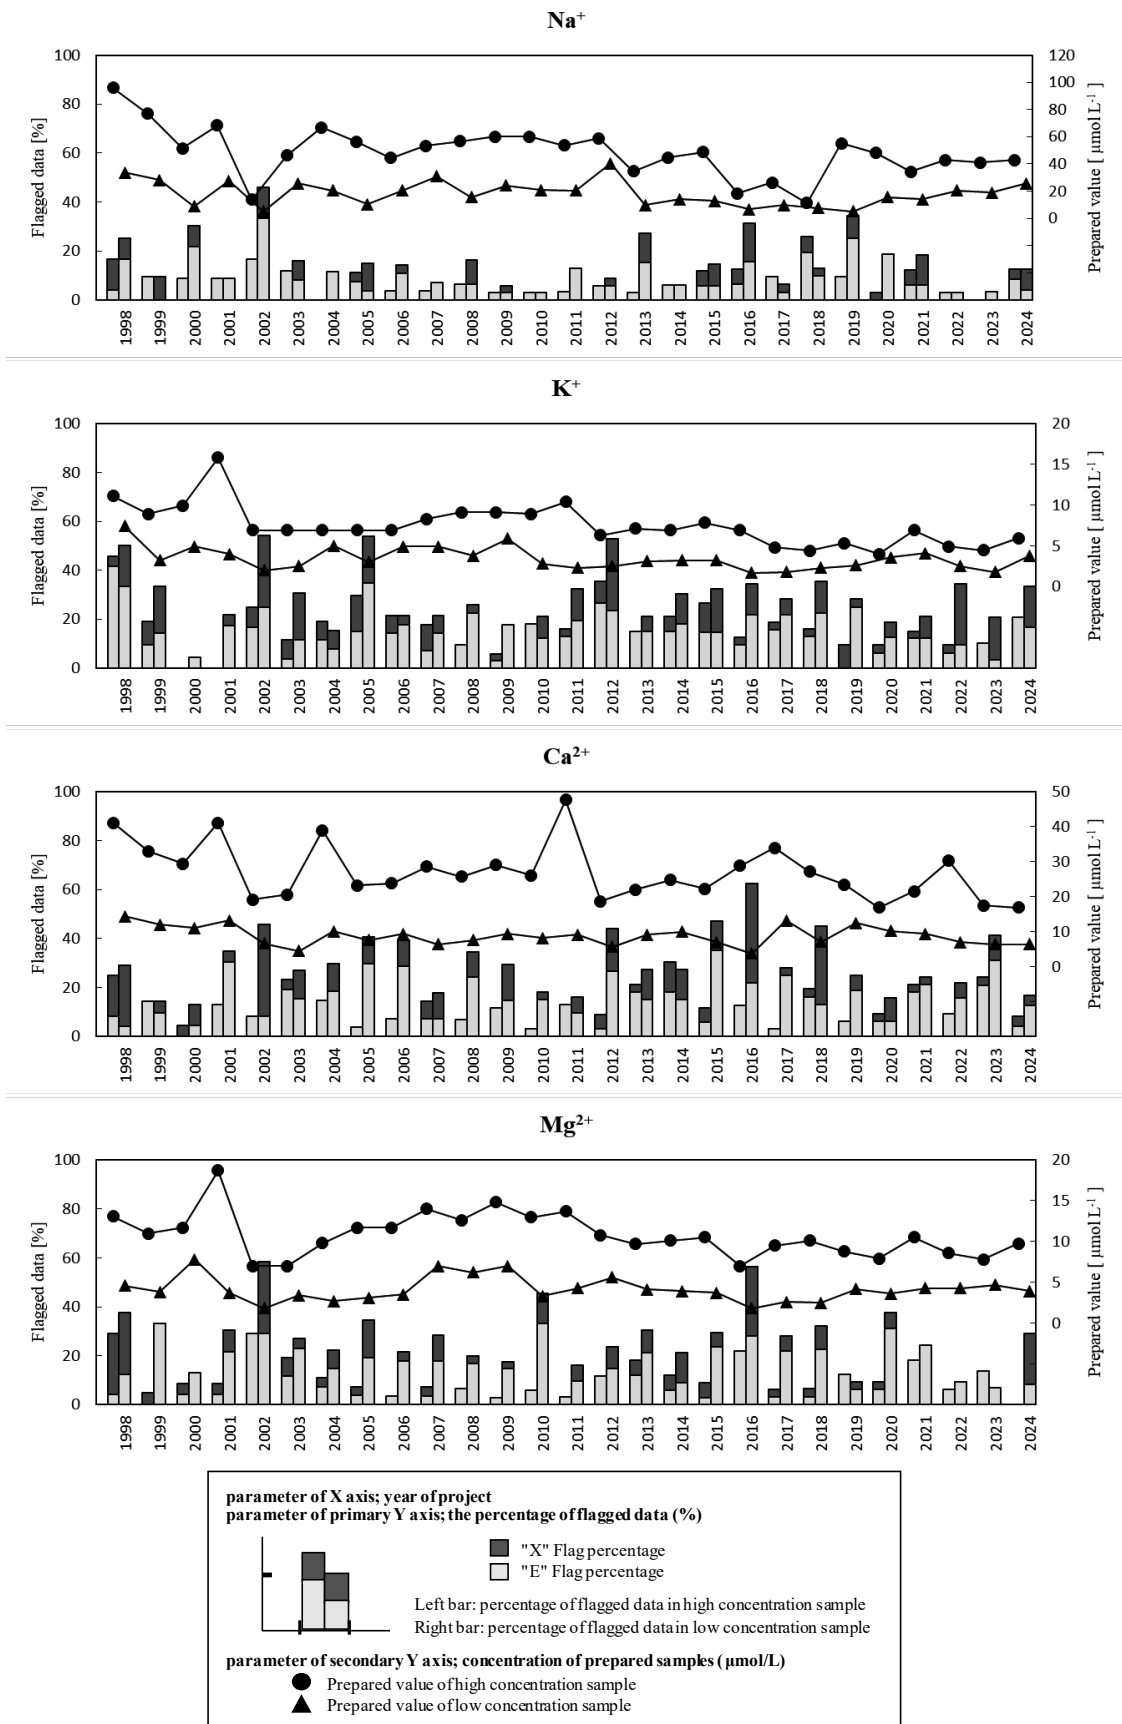 Na⁺
100
80
60
40
20
0
Flagged data [%]
120
100
80
60
40
20
0
Prepared value [ µmol L⁻¹ ]
1998 1999 2000 2001 2002 2003 2004 2005 2006 2007 2008 2009 2010 2011 2012 2013 2014 2015 2016 2017 2018 2019 2020 2021 2022 2023 2024
K⁺
100
80
60
40
20
0
Flagged data [%]
20
15
10
5
0
Prepared value [ µmol L⁻¹ ]
1998 1999 2000 2001 2002 2003 2004 2005 2006 2007 2008 2009 2010 2011 2012 2013 2014 2015 2016 2017 2018 2019 2020 2021 2022 2023 2024
Ca²⁺
100
80
60
40
20
0
Flagged data [%]
50
40
30
20
10
0
Prepared value [ µmol L⁻¹ ]
1998 1999 2000 2001 2002 2003 2004 2005 2006 2007 2008 2009 2010 2011 2012 2013 2014 2015 2016 2017 2018 2019 2020 2021 2022 2023 2024
Mg²⁺
100
80
60
40
20
0
Flagged data [%]
20
15
10
5
0
Prepared value [ µmol L⁻¹ ]
1998 1999 2000 2001 2002 2003 2004 2005 2006 2007 2008 2009 2010 2011 2012 2013 2014 2015 2016 2017 2018 2019 2020 2021 2022 2023 2024
parameter of X axis; year of project
parameter of primary Y axis; the percentage of flagged data (%)
"X" Flag percentage
"E" Flag percentage
Left bar: percentage of flagged data in high concentration sample
Right bar: percentage of flagged data in low concentration sample
parameter of secondary Y axis; concentration of prepared samples (µmol/L)
Prepared value of high concentration sample
Prepared value of low concentration sample